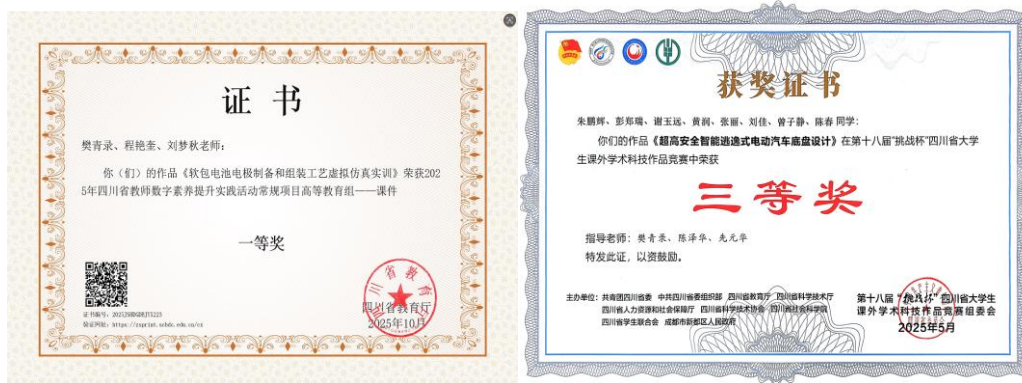 证 书
樊青录、程艳奎、刘梦秋老师:
你(们)的作品《软包电池电极制备和组装工艺虚拟仿真实训》荣获202
5年四川省教师数字素养提升实践活动常规项目高等教育组——课件
一等奖
四川省教育厅
2025年10月
获奖证书
朱鹏辉、彭郑瑞、谢玉远、黄润、张丽、刘佳、曾子静、陈春 同学:
你们的作品《超高安全智能逃逸式电动汽车底盘设计》在第十八届“挑战杯”四川省大学
生课外学术科技作品竞赛中荣获
三等奖
指导老师:樊青录、陈泽华、先元华
特发此证,以资鼓励。
主办单位:共青团四川省委 中共四川省委组织部 四川省教育厅 四川省科学技术厅
四川省人力资源和社会保障厅 四川省科学技术协会 四川省社会科学院
四川省学生联合会 成都市新都区人民政府
第十八届“挑战杯”四川省大学生
课外学术科技作品竞赛组委会
2025年5月